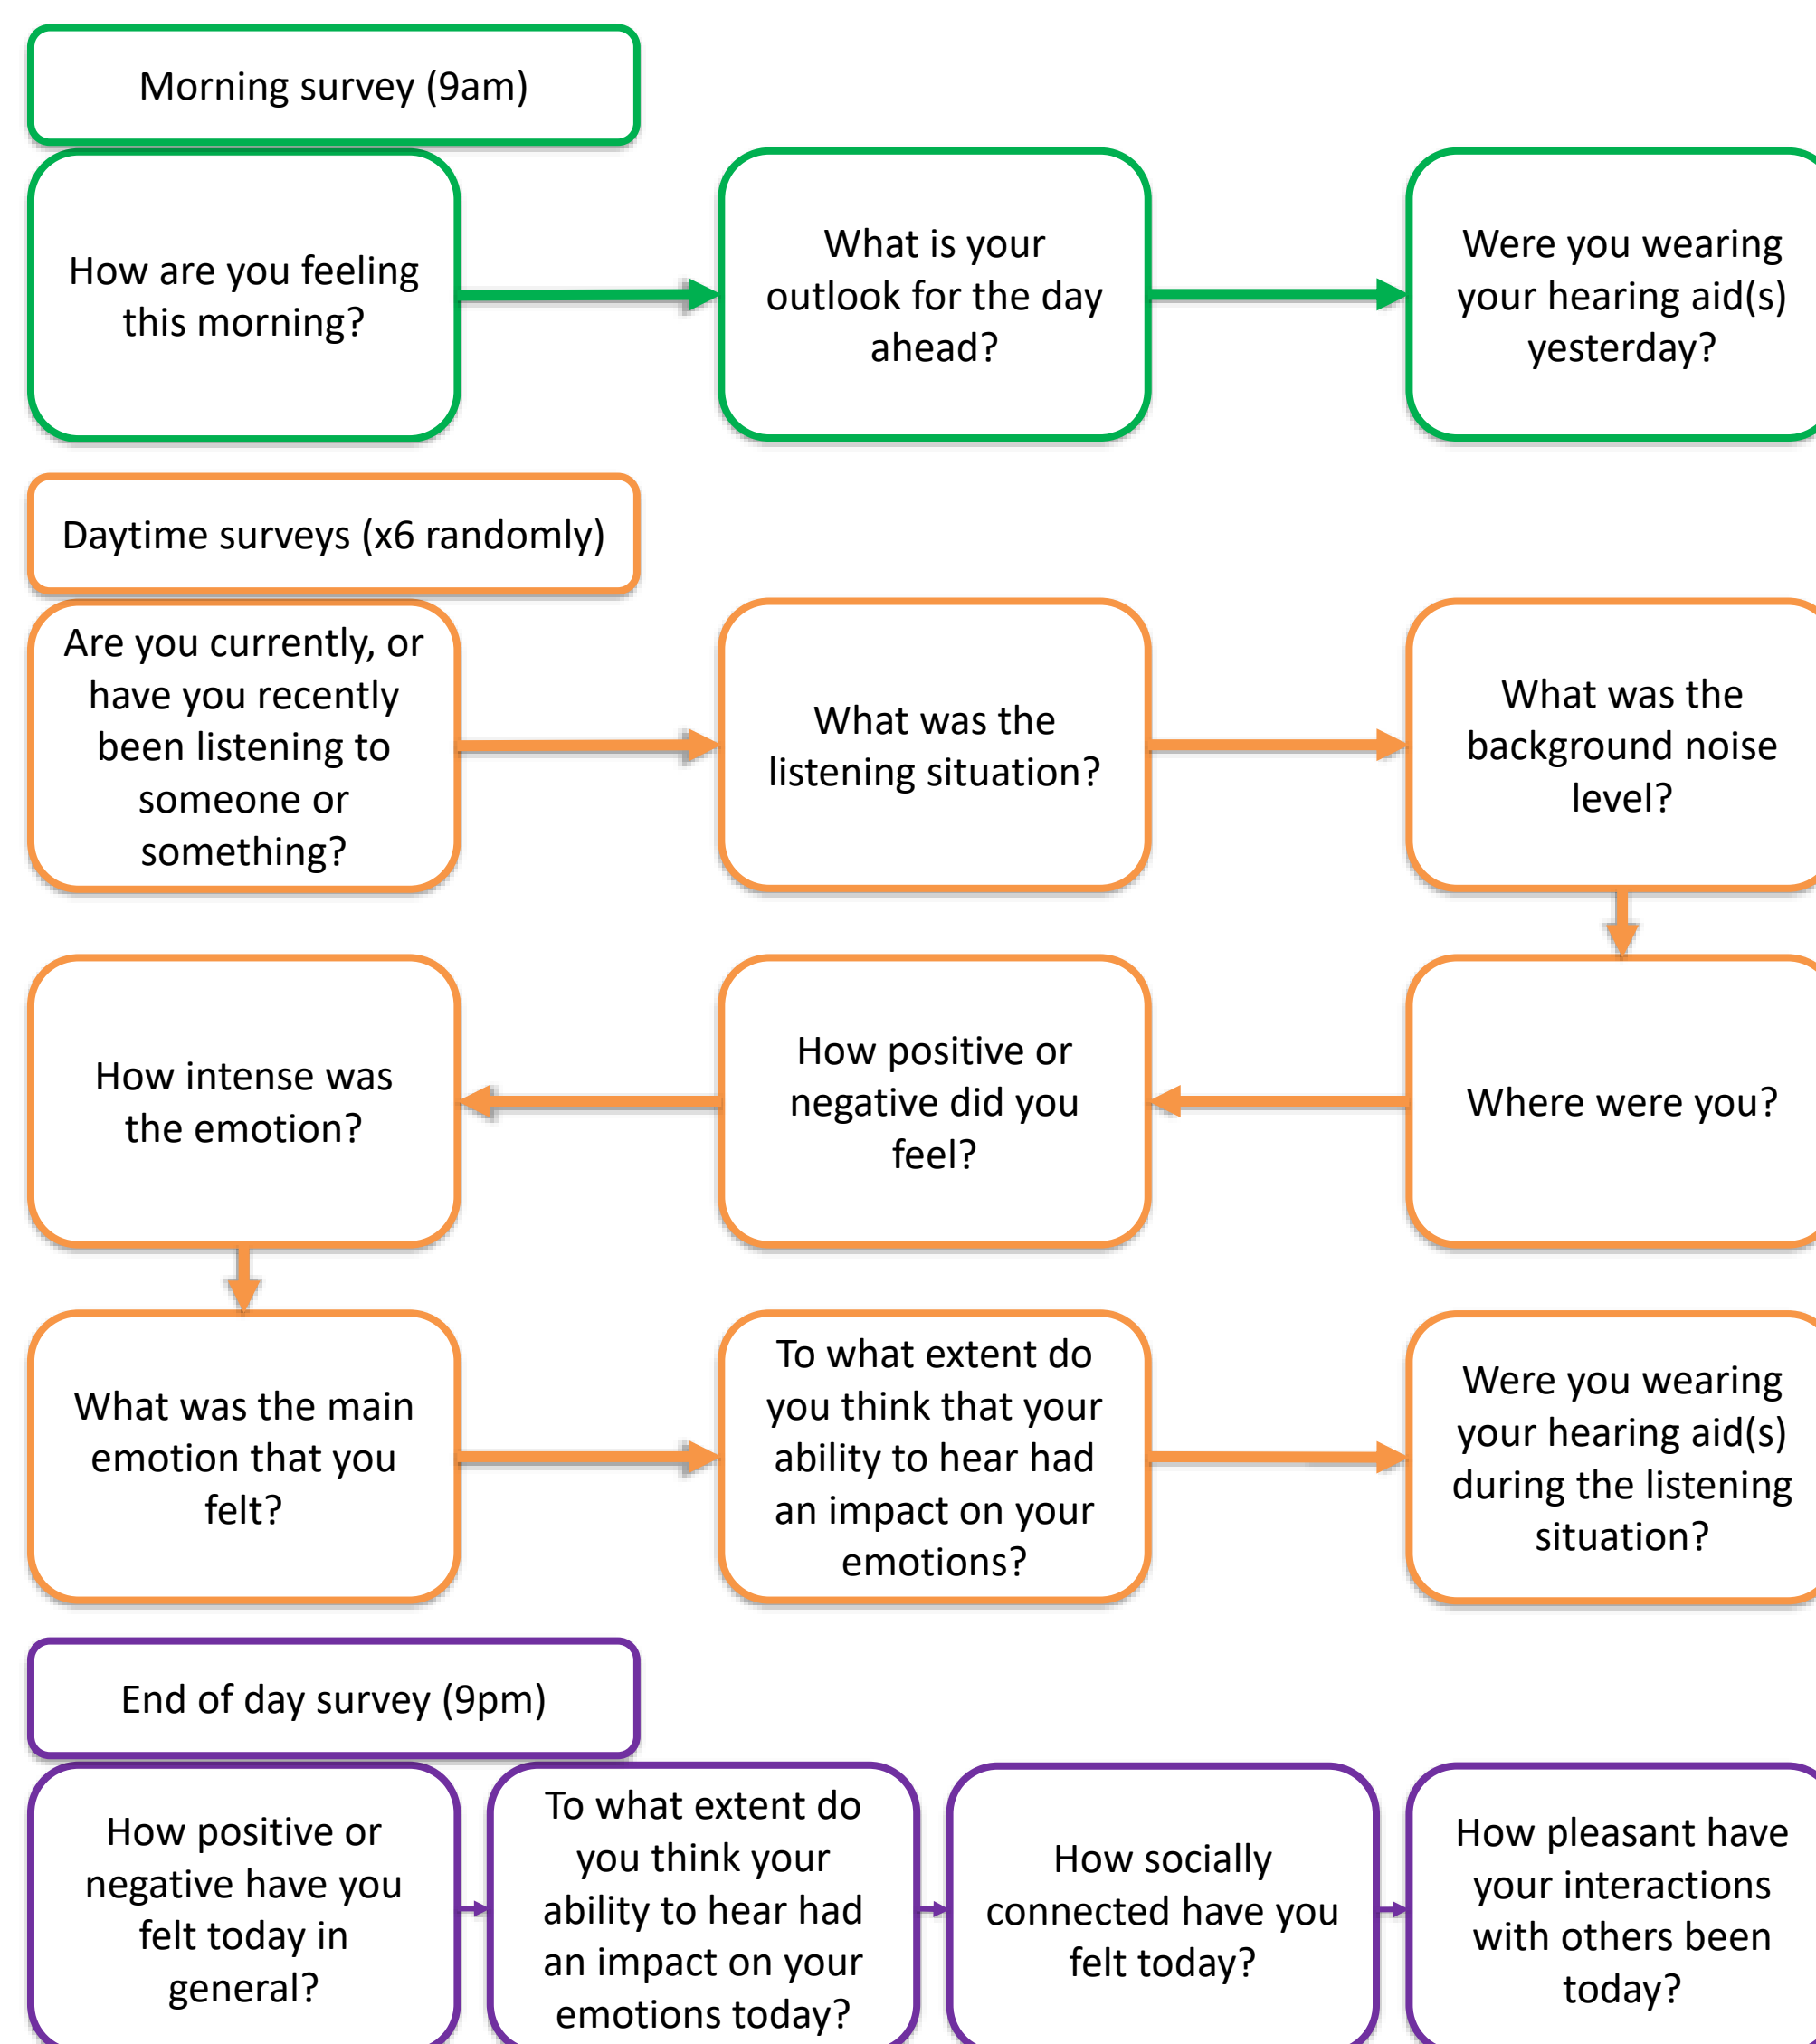 Morning survey (9am)
How are you feeling
this morning?
What is your
outlook for the day
ahead?
Were you wearing
your hearing aid(s)
yesterday?
Daytime surveys (x6 randomly)
Are you currently, or
have you recently
been listening to
someone or
something?
What was the
listening situation?
What was the
background noise
level?
Where were you?
How positive or
negative did you
feel?
How intense was
the emotion?
What was the main
emotion that you
felt?
To what extent do
you think that your
ability to hear had
an impact on your
emotions?
Were you wearing
your hearing aid(s)
during the listening
situation?
End of day survey (9pm)
How positive or
negative have you
felt today in
general?
To what extent do
you think your
ability to hear had
an impact on your
emotions today?
How socially
connected have you
felt today?
How pleasant have
your interactions
with others been
today?